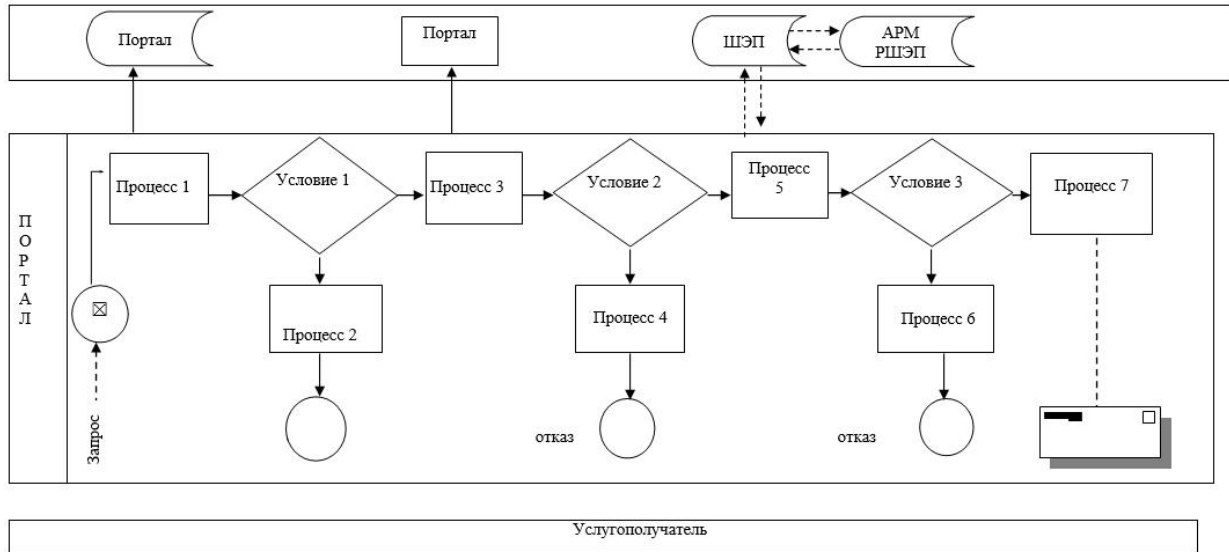 Портал
Портал
ШЭП
АРМ
РШЭП
ПОРТАЛ
Процесс 1
Условие 1
Процесс 3
Условие 2
Процесс
5
Условие 3
Процесс 7
Процесс 2
Процесс 4
Процесс 6
Запрос
отказ
отказ
Услугополучатель